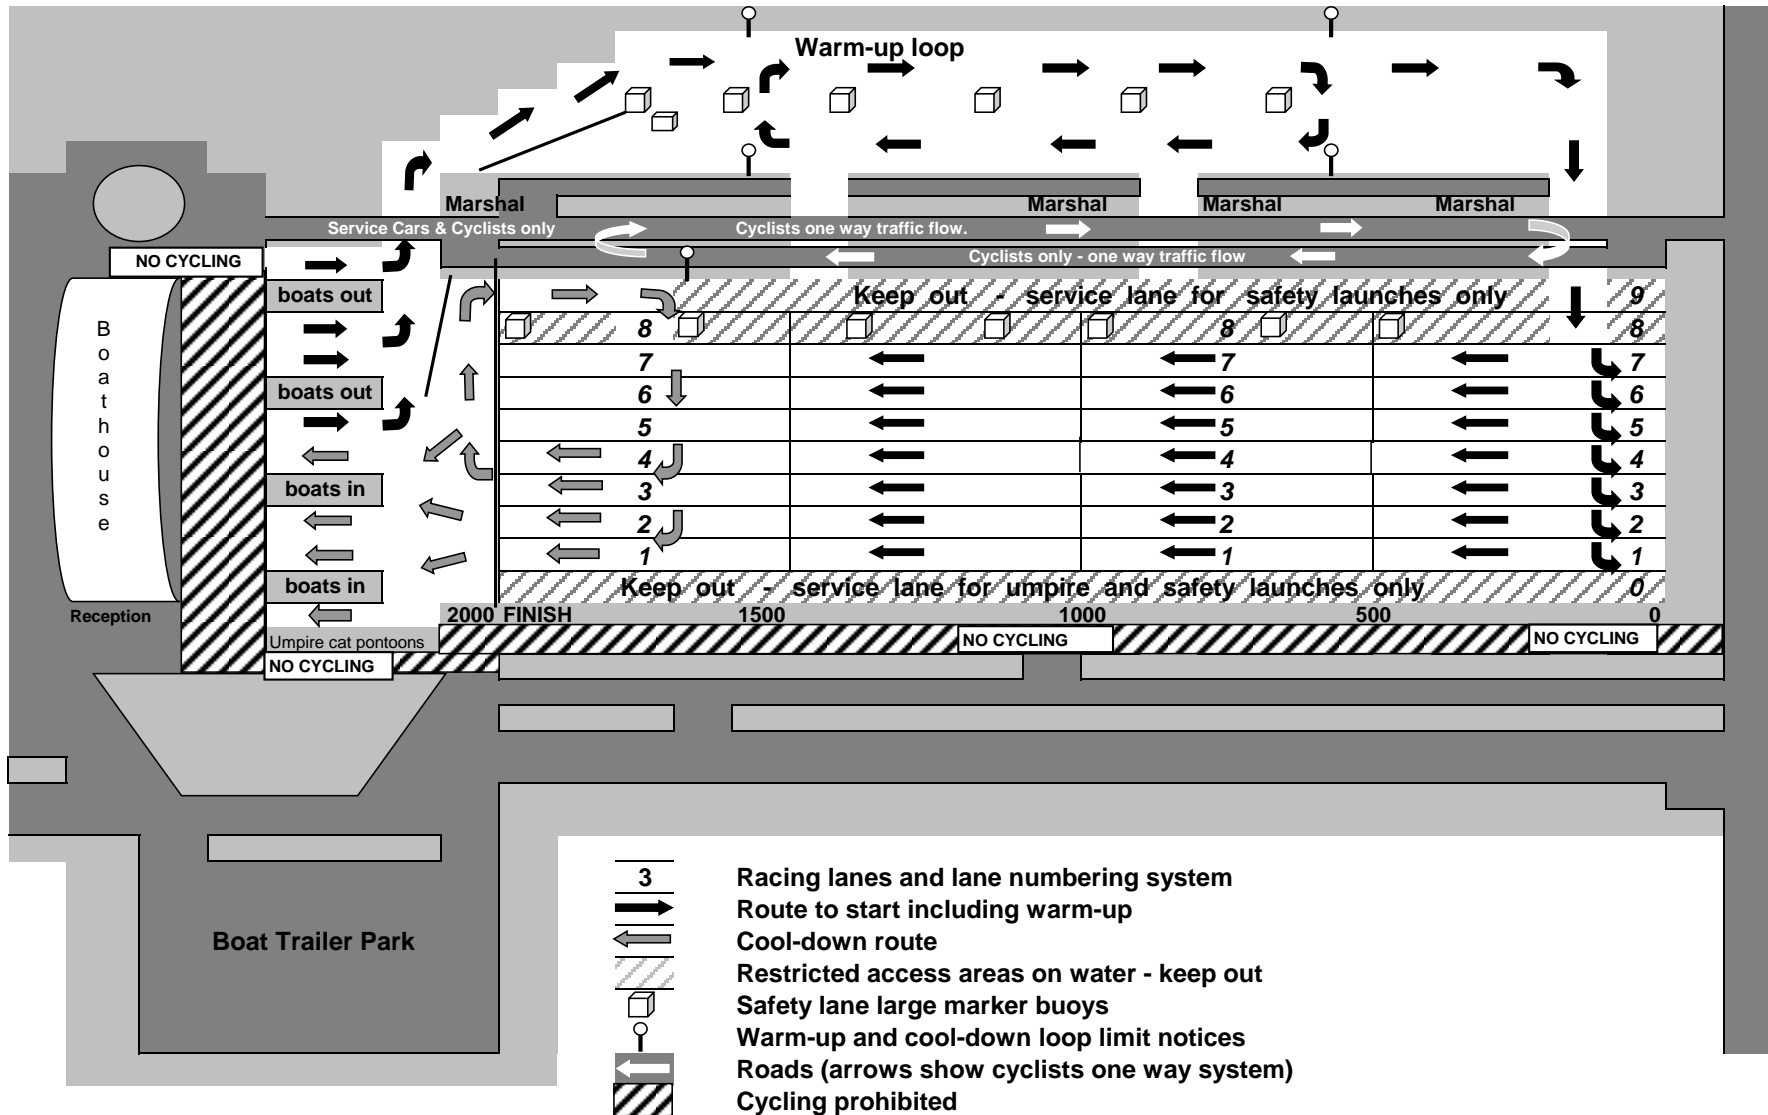 Warm-up loop
Marshal
Marshal
Marshal
Marshal
Service Cars & Cyclists only
Cyclists one way traffic flow.
NO CYCLING
Cyclists only - one way traffic flow
boats out
Keep out - service lane for safety launches only
9
Boathouse
8
8
8
7
7
7
boats out
6
6
6
5
5
5
4
4
4
boats in
3
3
3
2
2
2
1
1
1
boats in
Keep out - service lane for umpire and safety launches only
0
Reception
2000 FINISH
1500
1000
500
0
Umpire cat pontoons
NO CYCLING
NO CYCLING
NO CYCLING
3
Racing lanes and lane numbering system
Route to start including warm-up
Boat Trailer Park
Cool-down route
Restricted access areas on water - keep out
Safety lane large marker buoys
Warm-up and cool-down loop limit notices
Roads (arrows show cyclists one way system)
Cycling prohibited